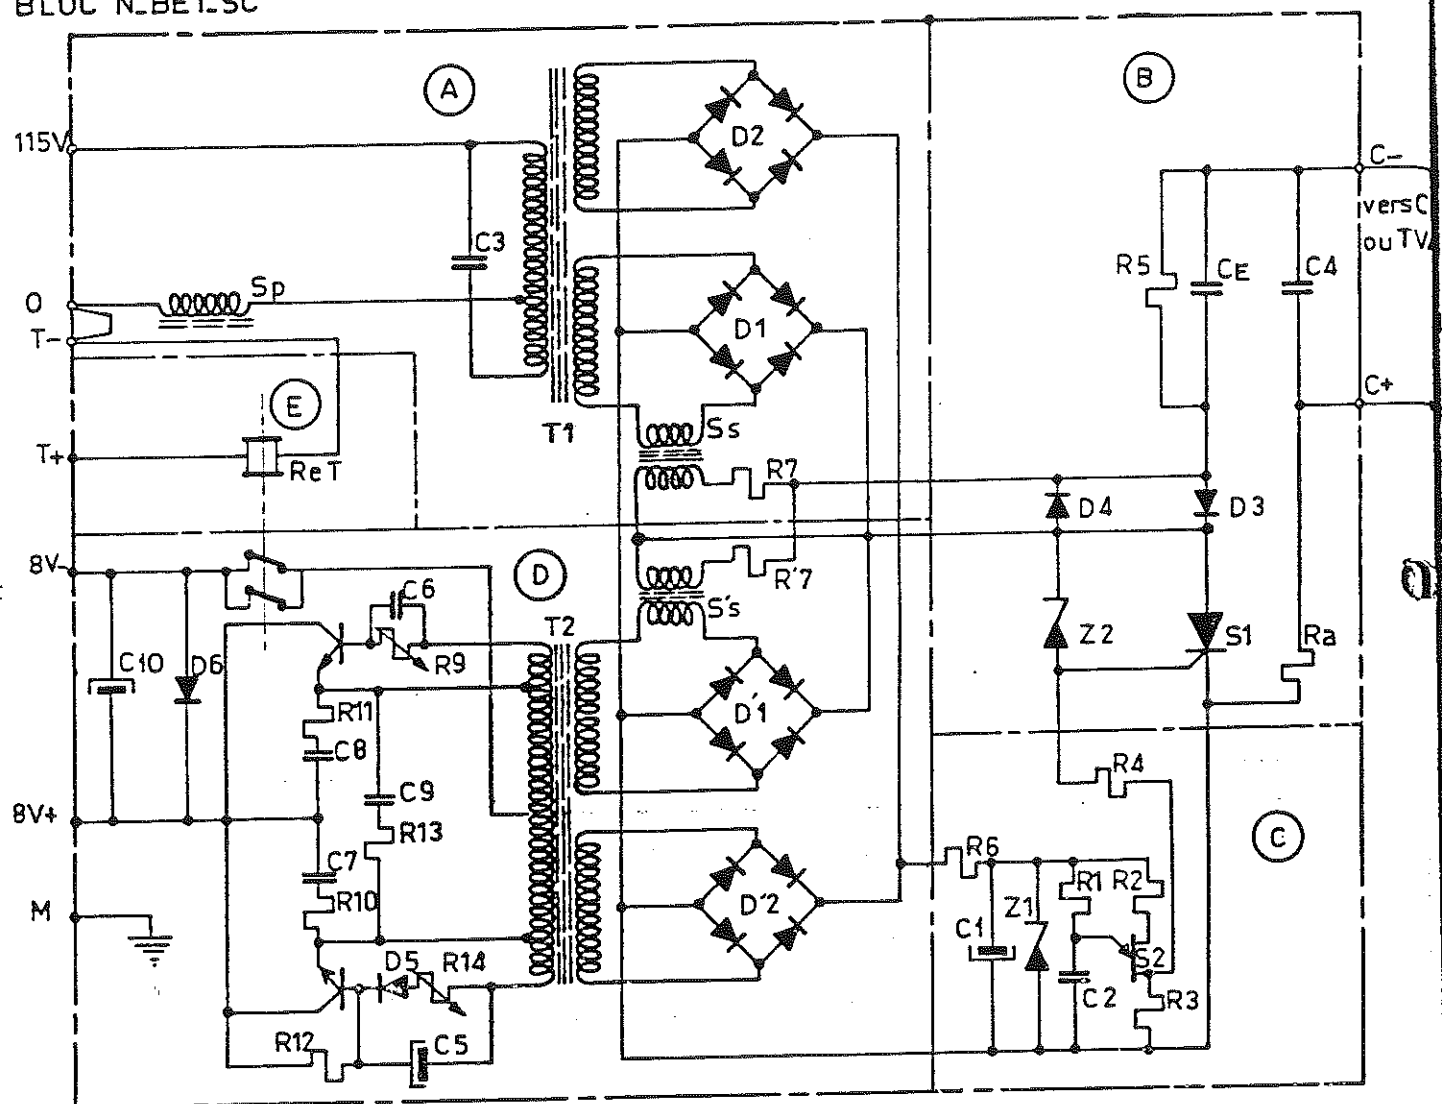 BLOC N_BET_SC
A
B
115V
D2
C-
vers C
ou TV
C3
R5
CE
C4
Sp
O
D1
T-
C+
E
T1
Ss
T+
ReT
R7
D4
D3
8V-
D
R'7
C6
S's
T2
Z2
S1
Ra
C10
D6
R9
R11
D'1
C8
R4
C9
8V+
R13
C
R6
C7
R1
R2
R10
D'2
Z1
M
C1
D5
R14
S2
C2
R3
R12
C5